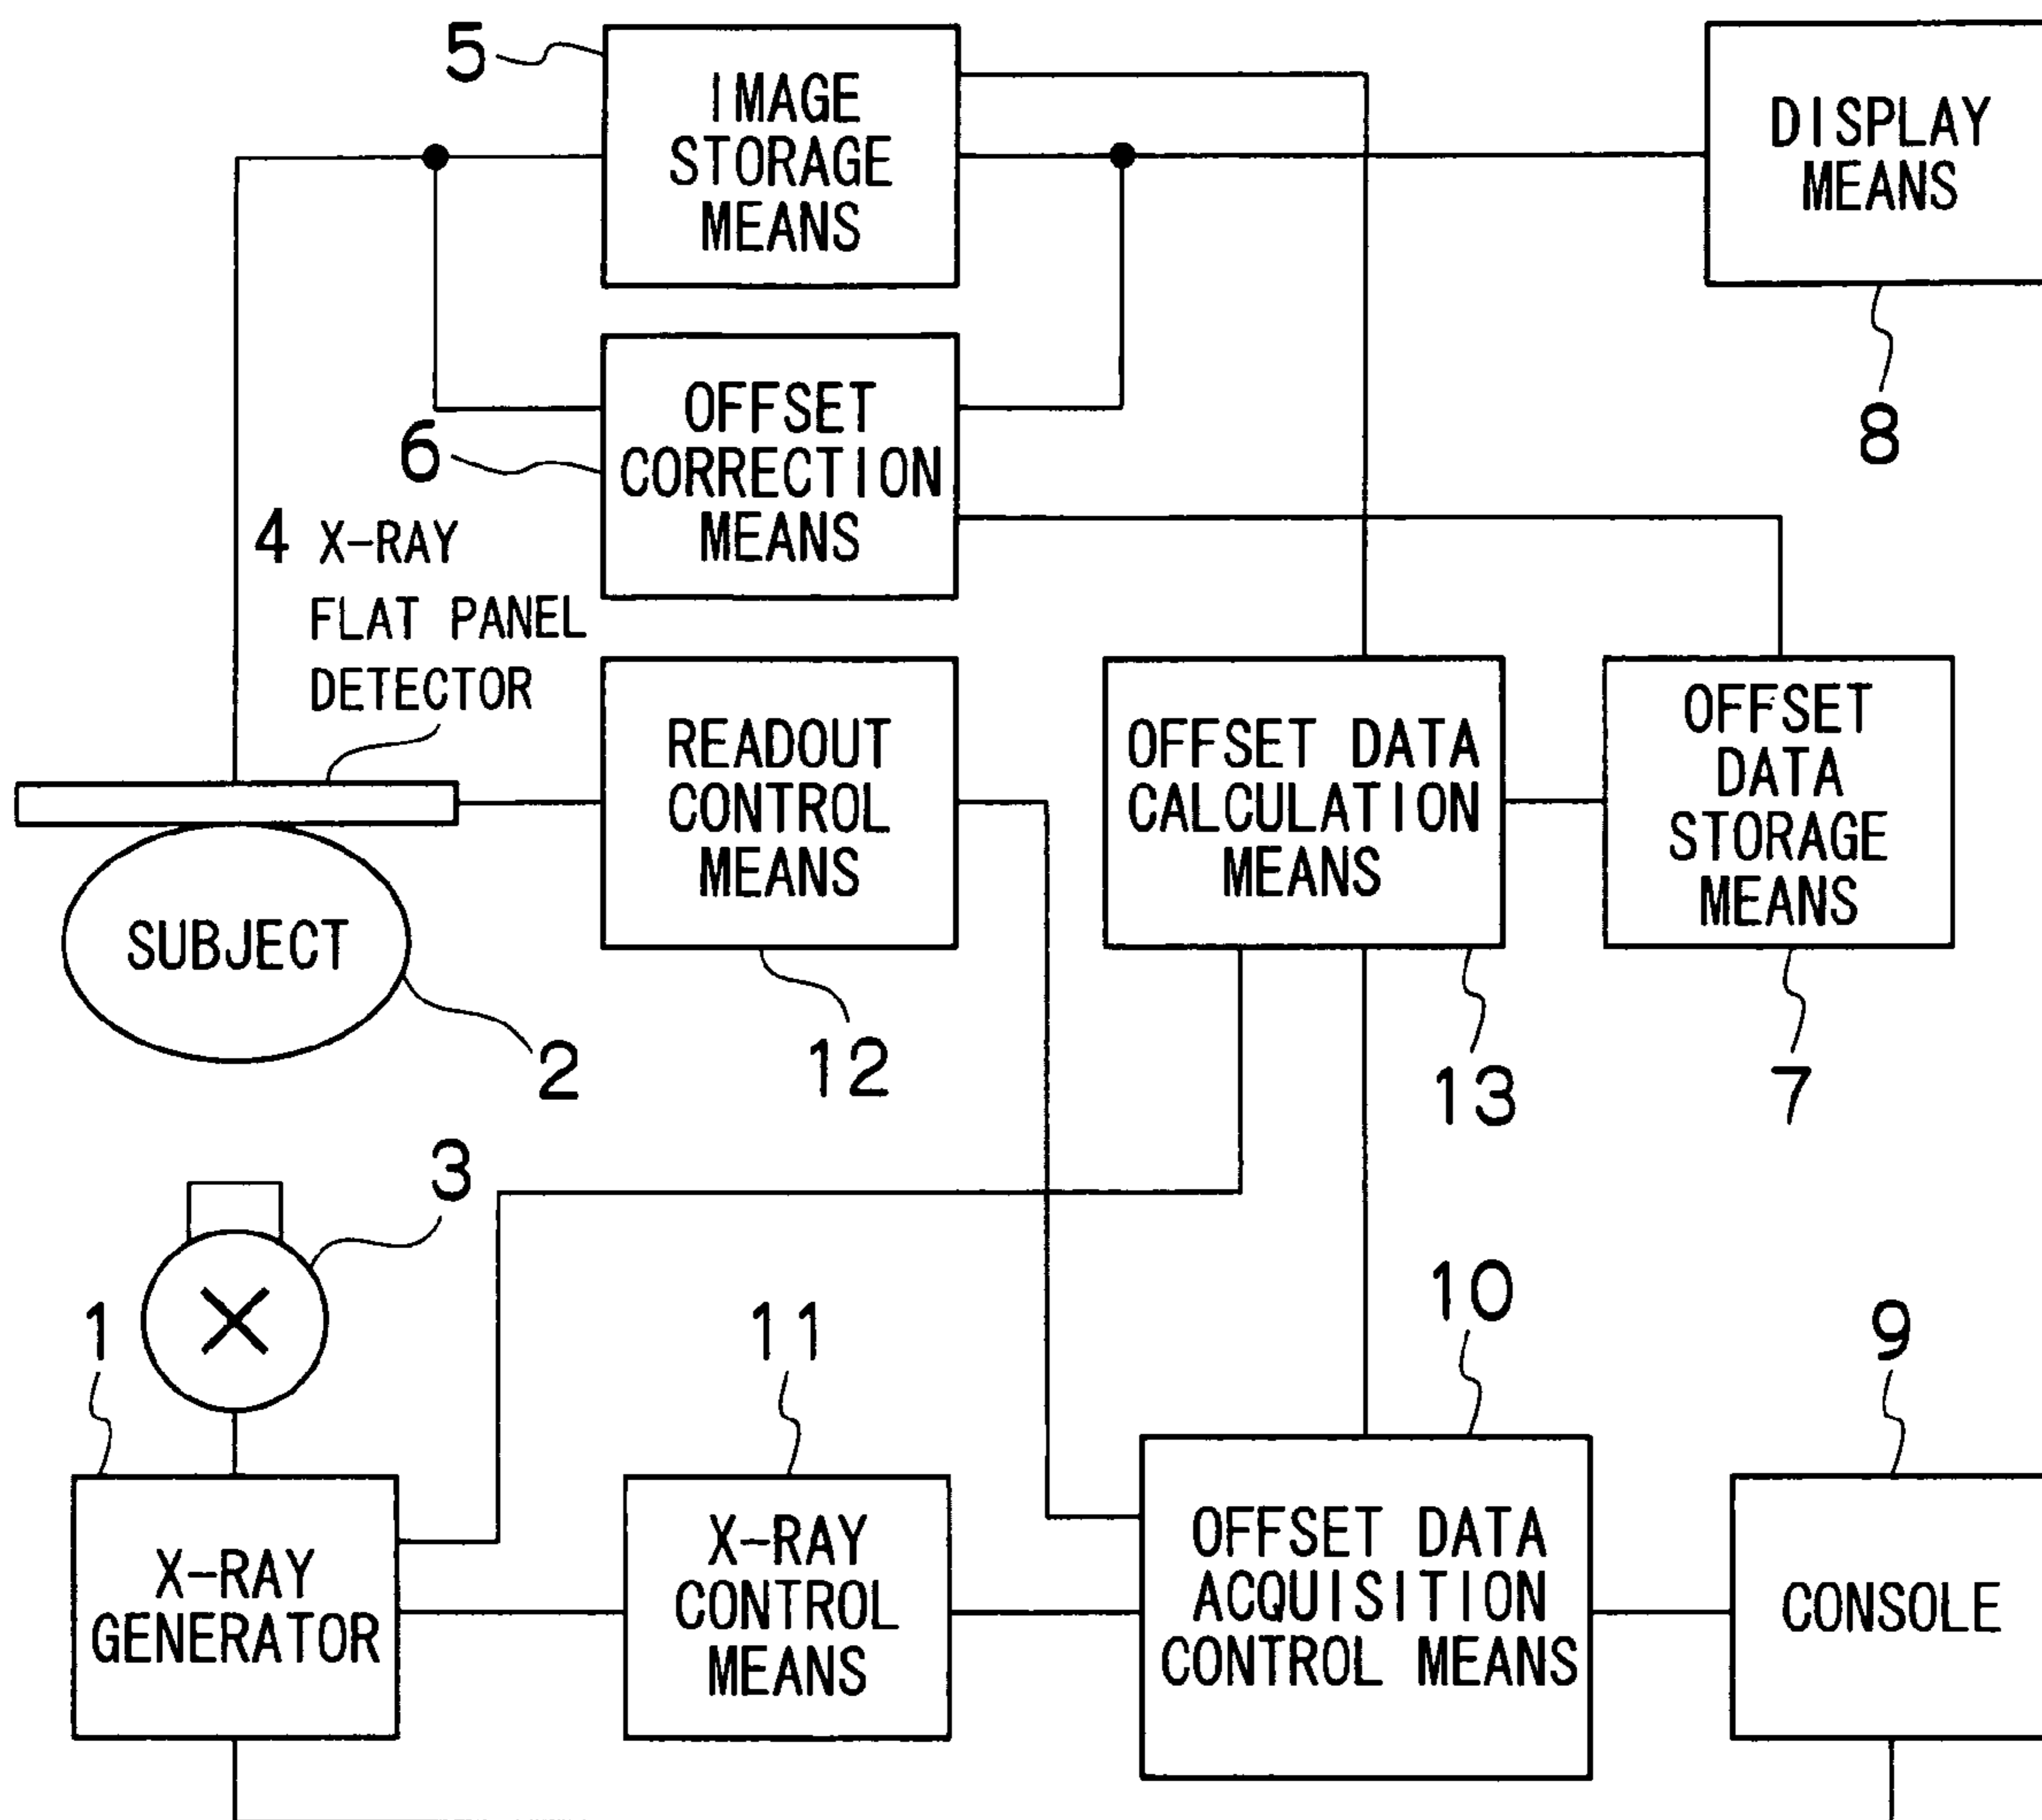 5
IMAGE
STORAGE
MEANS
DISPLAY
MEANS
8
6
OFFSET
CORRECTION
MEANS
4 X-RAY
FLAT PANEL
DETECTOR
READOUT
CONTROL
MEANS
12
OFFSET DATA
CALCULATION
MEANS
13
OFFSET
DATA
STORAGE
MEANS
7
SUBJECT
2
3
1
X-RAY
GENERATOR
11
X-RAY
CONTROL
MEANS
10
OFFSET DATA
ACQUISITION
CONTROL MEANS
9
CONSOLE